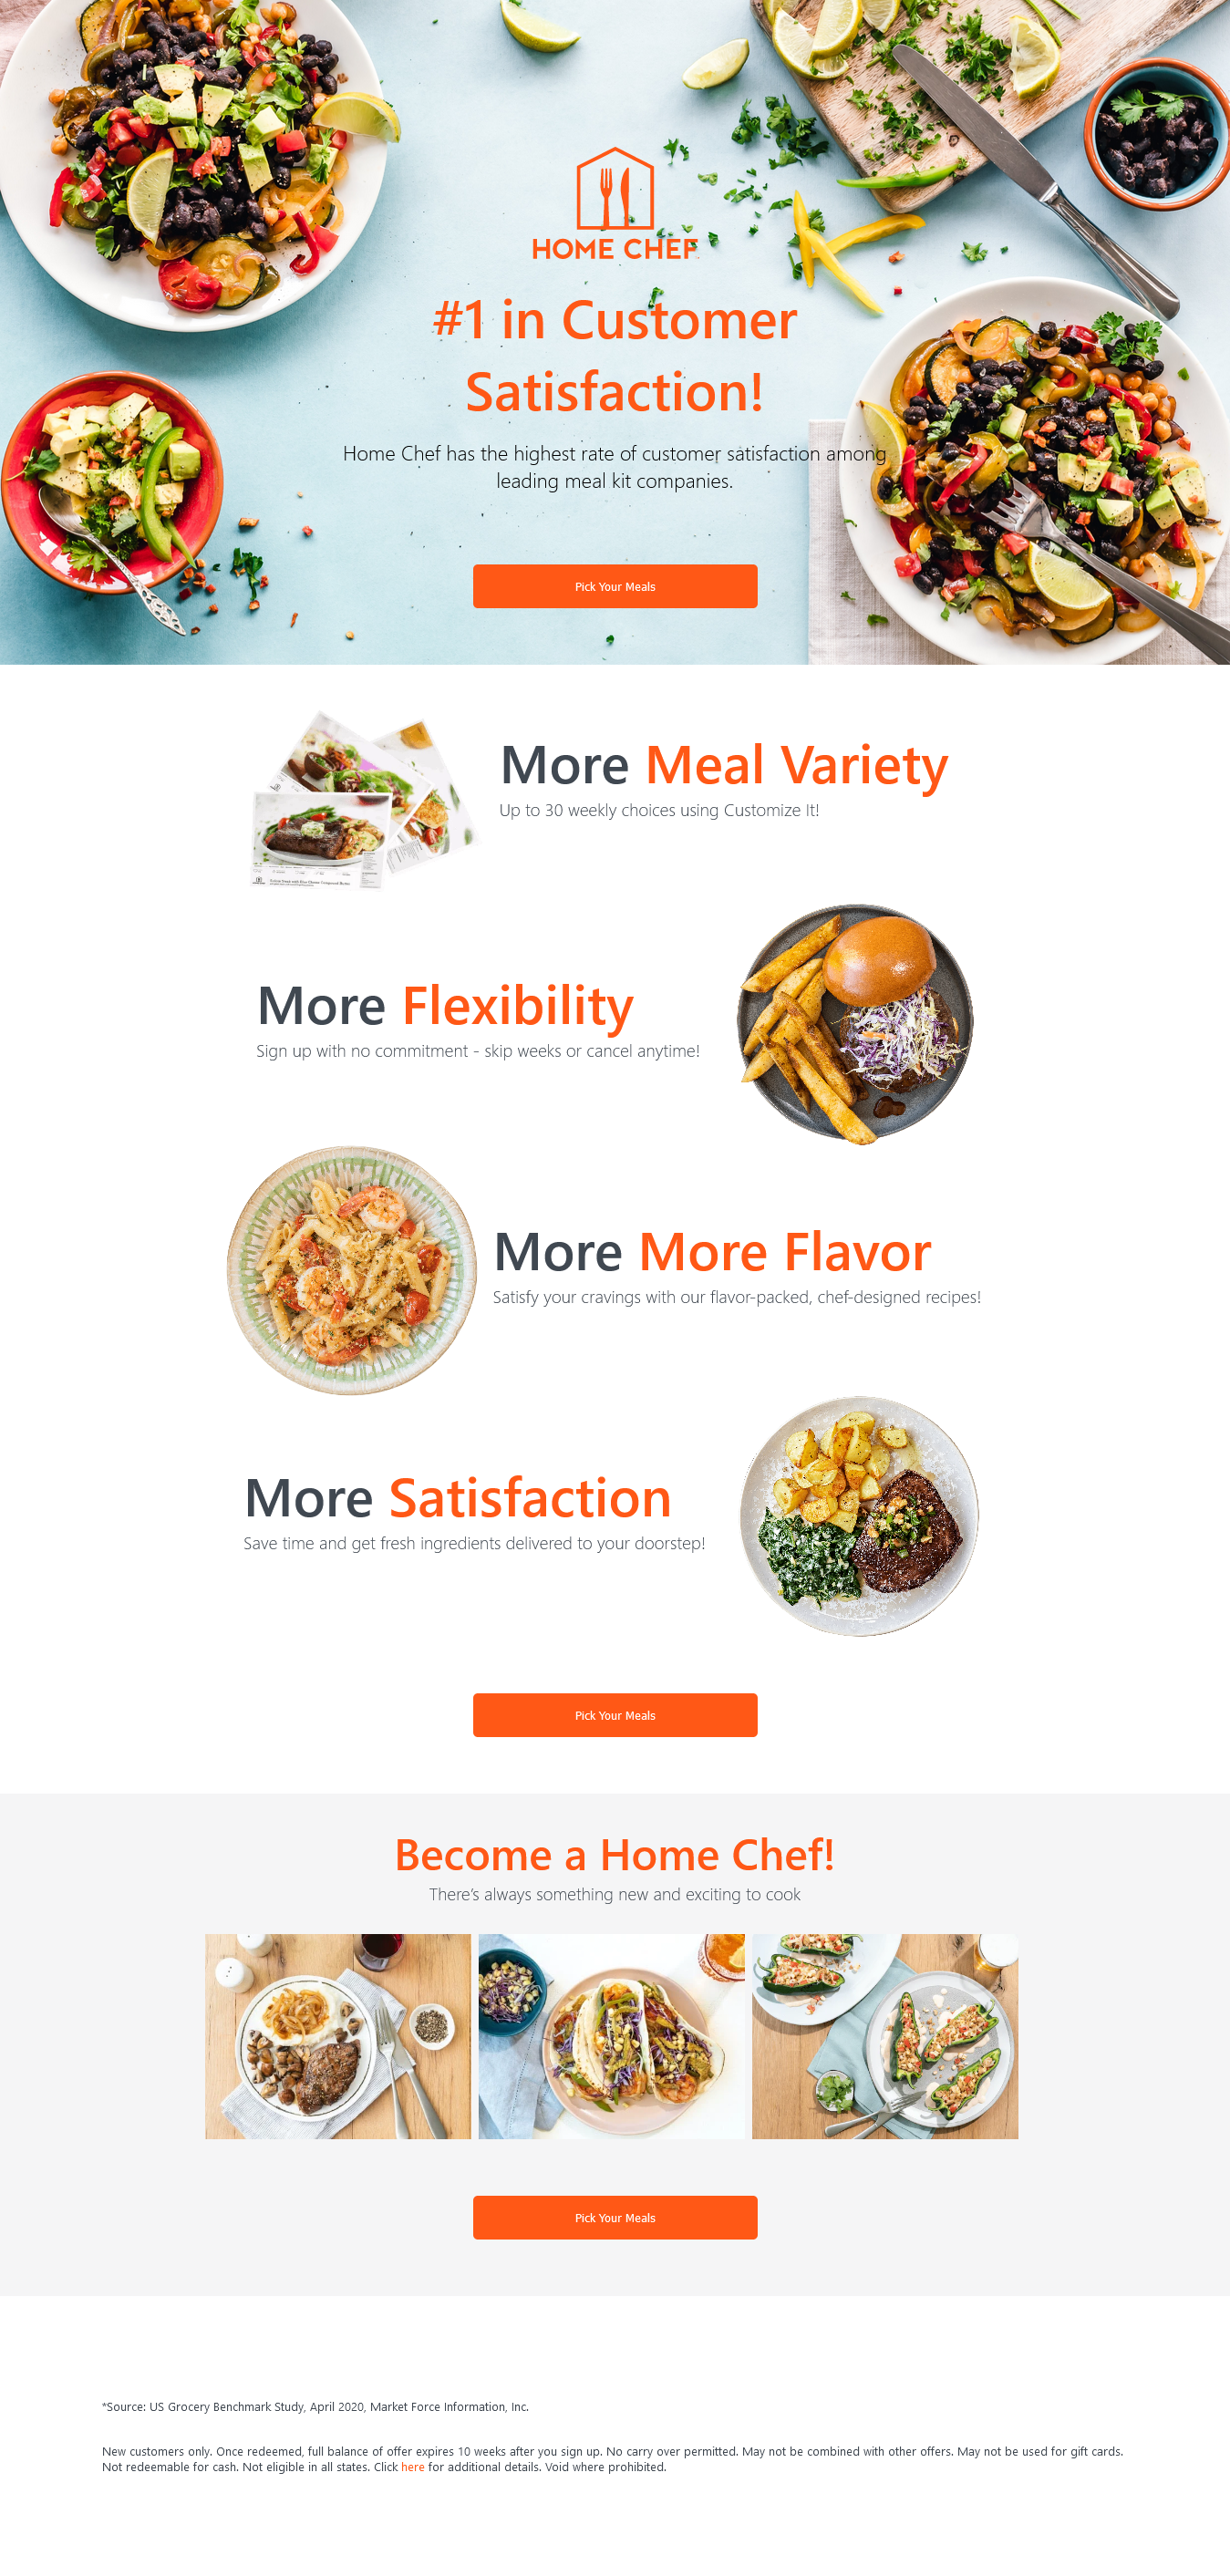 HOME CHEF
#1 in Customer
Satisfaction!
Home Chef has the highest rate of customer satisfaction among
leading meal kit companies.
Pick Your Meals
More Meal Variety
Up to 30 weekly choices using Customize It!
More Flexibility
Sign up with no commitment - skip weeks or cancel anytime!
More More Flavor
Satisfy your cravings with our flavor-packed, chef-designed recipes!
More Satisfaction
Save time and get fresh ingredients delivered to your doorstep!
Pick Your Meals
Become a Home Chef!
There's always something new and exciting to cook
Pick Your Meals
*Source: US Grocery Benchmark Study, April 2020, Market Force Information, Inc.
New customers only. Once redeemed, full balance of offer expires 10 weeks after you sign up. No carry over permitted. May not be combined with other offers. May not be used for gift cards.
Not redeemable for cash. Not eligible in all states. Click here for additional details. Void where prohibited.